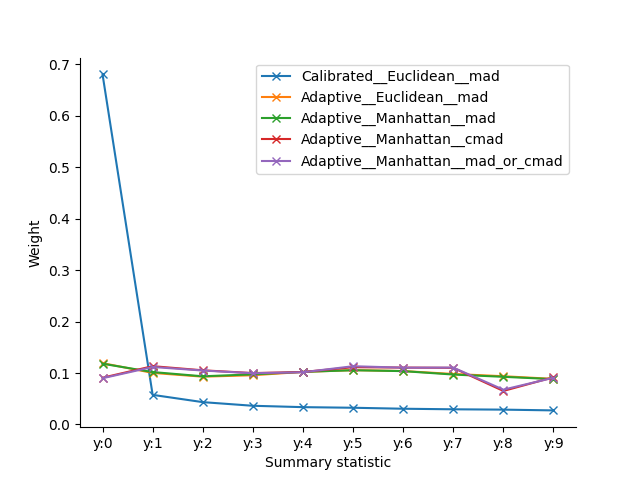 0.7
0.6
0.5
0.4
0.3
0.2
0.1
0.0
Weight
Calibrated__Euclidean__mad
Adaptive__Euclidean__mad
Adaptive__Manhattan__mad
Adaptive__Manhattan__cmad
Adaptive__Manhattan__mad_or_cmad
y:0 y:1 y:2 y:3 y:4 y:5 y:6 y:7 y:8 y:9
Summary statistic